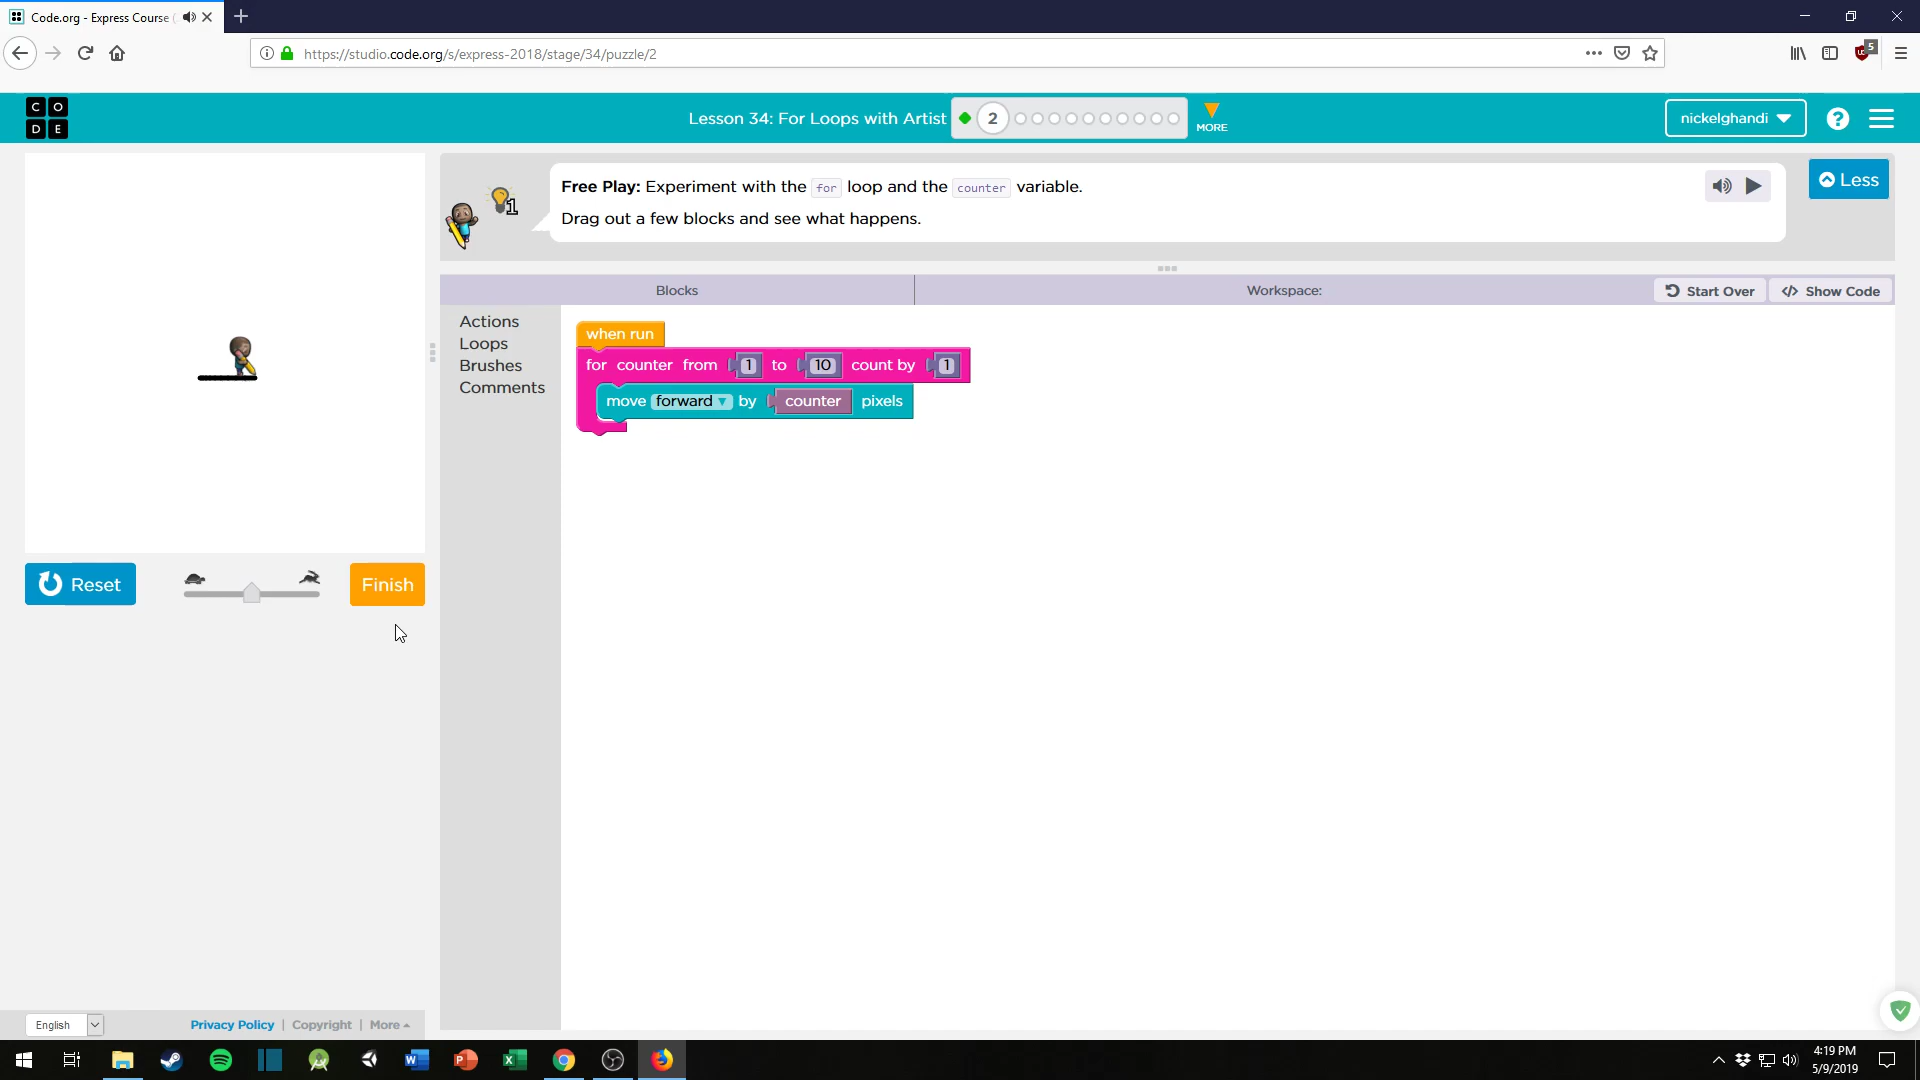 Code.org - Express Course (
https://studio.code.org/s/express-2018/stage/34/puzzle/2
5
C O
D E
Lesson 34: For Loops with Artist
2
MORE
nickelghandi
?
1
Free Play: Experiment with the for loop and the counter variable.
Drag out a few blocks and see what happens.
Less
Blocks
Workspace:
Start Over
Show Code
Actions
Loops
Brushes
Comments
when run
for counter from 1 to 10 count by 1
move forward by counter pixels
Reset
Finish
English
Privacy Policy | Copyright | More
4:19 PM
5/9/2019